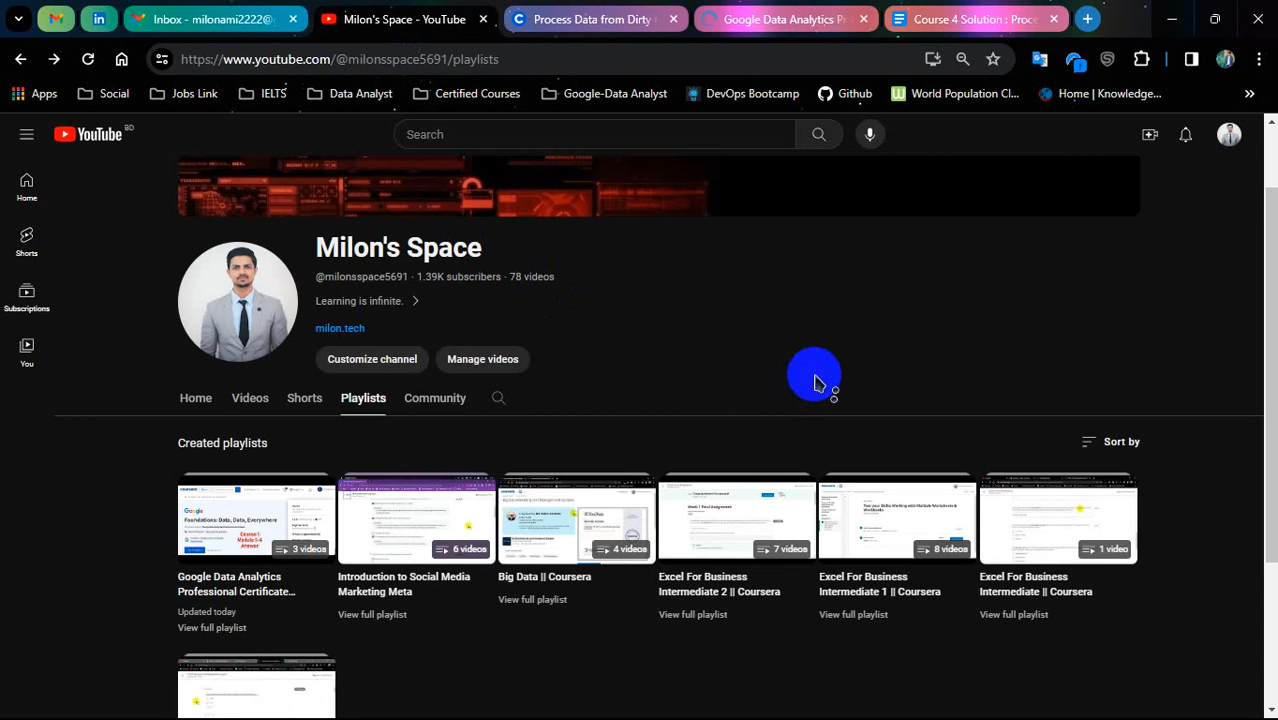 Inbox - milonami2222@
Milon's Space - YouTube
Process Data from Dirty
Google Data Analytics P
Course 4 Solution : Proc
https://www.youtube.com/@milonsspace5691/playlists
Apps
Social
Jobs Link
IELTS
Data Analyst
Certified Courses
Google-Data Analyst
DevOps Bootcamp
Github
World Population Cl...
Home | Knowledge...
YouTube
BD
Search
Home
Shorts
Subscriptions
You
Milon's Space
@milonsspace5691 · 1.39K subscribers · 78 videos
Learning is infinite.
milon.tech
Customize channel
Manage videos
Home
Videos
Shorts
Playlists
Community
Created playlists
Sort by
Google
Foundations: Data, Data, Everywhere
3 videos
6 videos
4 videos
7 videos
8 videos
1 video
Google Data Analytics
Professional Certificate...
Updated today
View full playlist
Introduction to Social Media
Marketing Meta
View full playlist
Big Data || Coursera
View full playlist
Excel For Business
Intermediate 2 || Coursera
View full playlist
Excel For Business
Intermediate 1 || Coursera
View full playlist
Excel For Business
Intermediate || Coursera
View full playlist